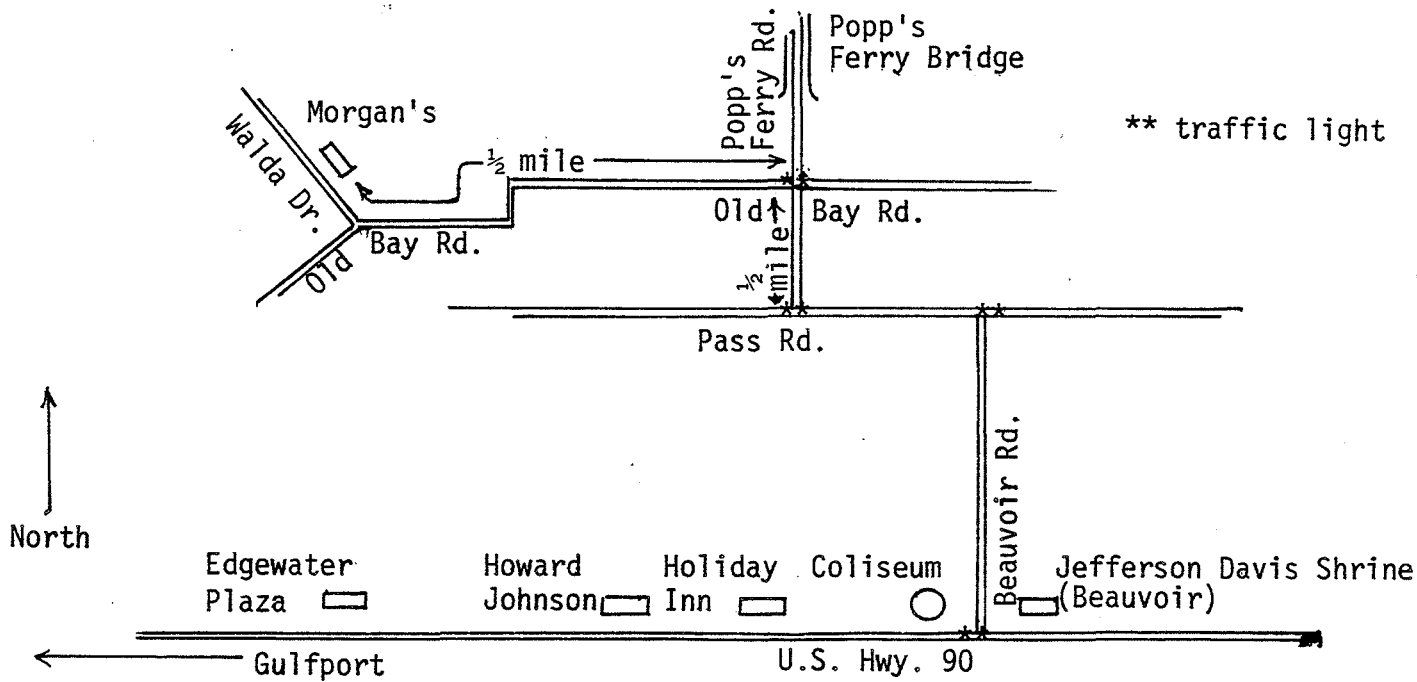 Popp's
Ferry Rd.
Popp's
Ferry Bridge
Morgan's
** traffic light
Walda Dr.
½ mile
Old Bay Rd.
Bay Rd.
Old
½
mile
Pass Rd.
Beauvoir Rd.
North
Edgewater
Plaza
Howard
Johnson
Holiday
Inn
Coliseum
Jefferson Davis Shrine
(Beauvoir)
Gulfport
U.S. Hwy. 90